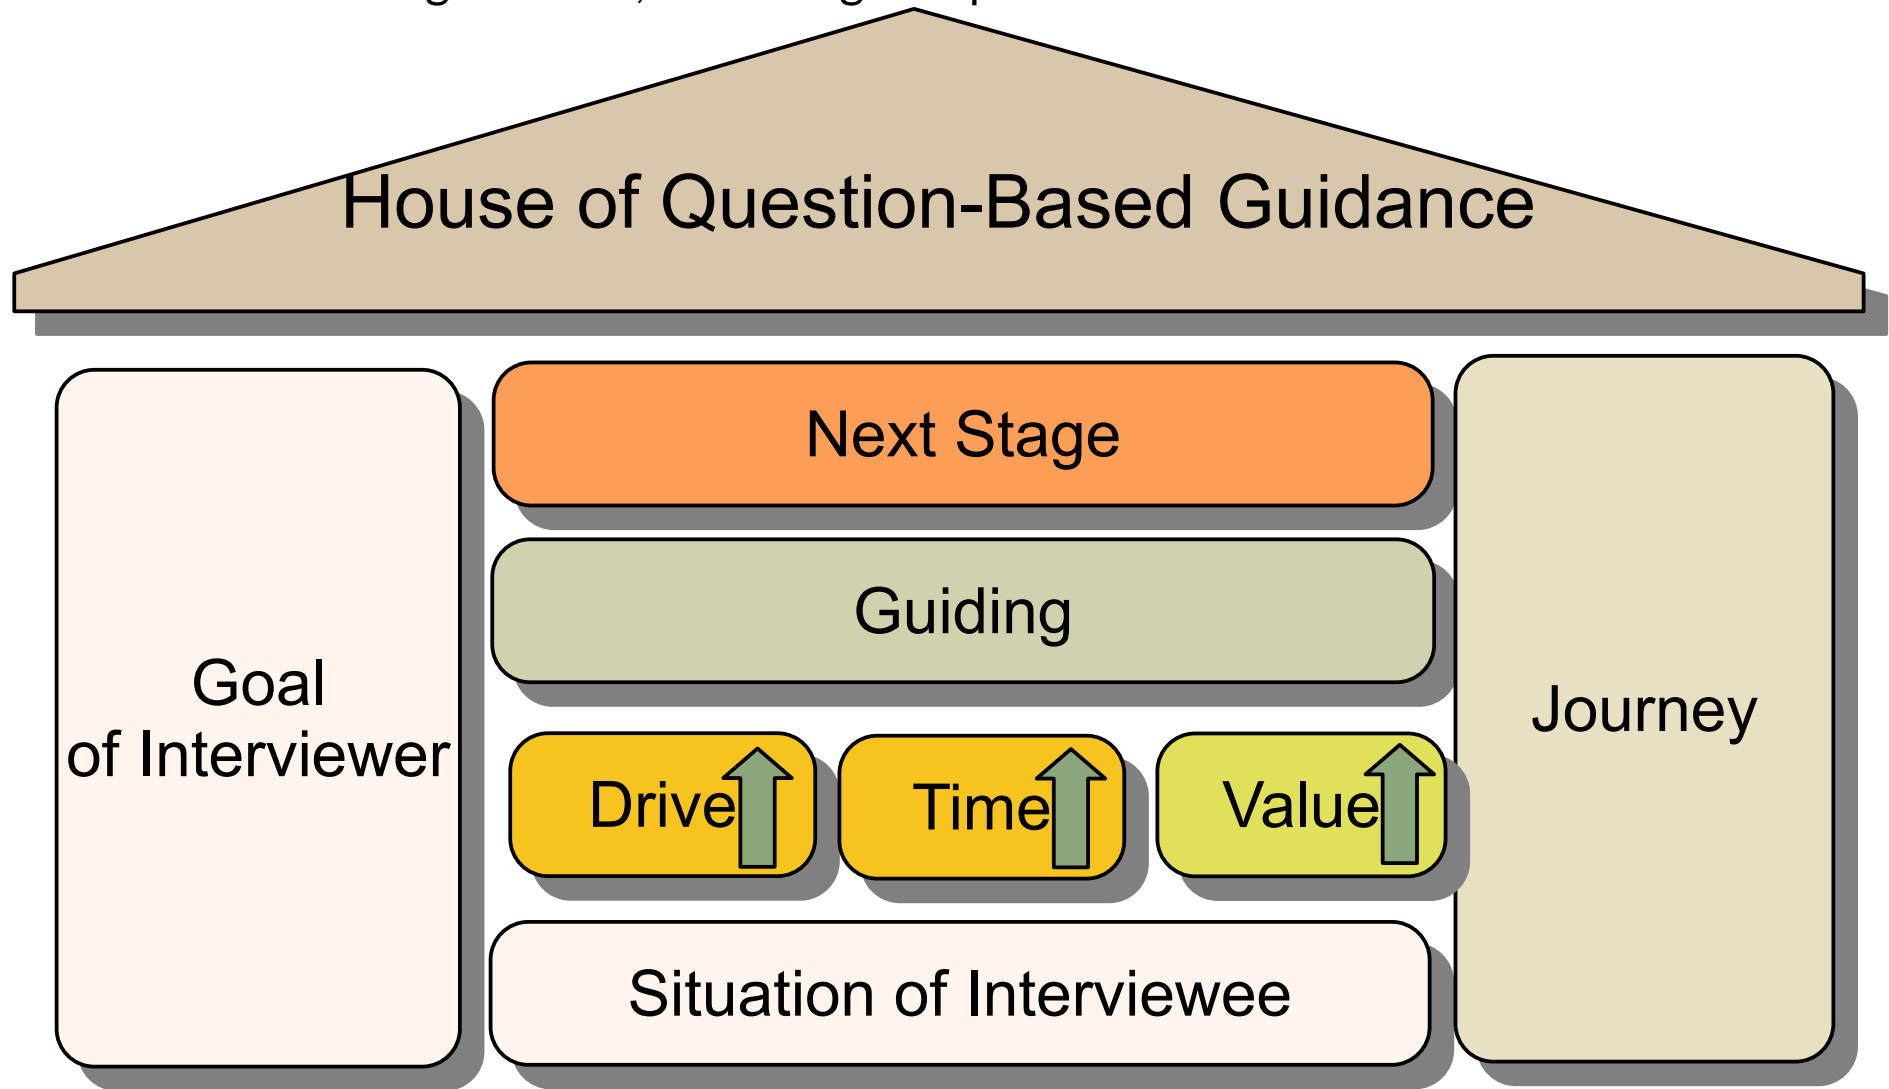 House of Question-Based Guidance
Next Stage
Guiding
Goal
of Interviewer
Journey
Drive
Time
Value
Situation of Interviewee